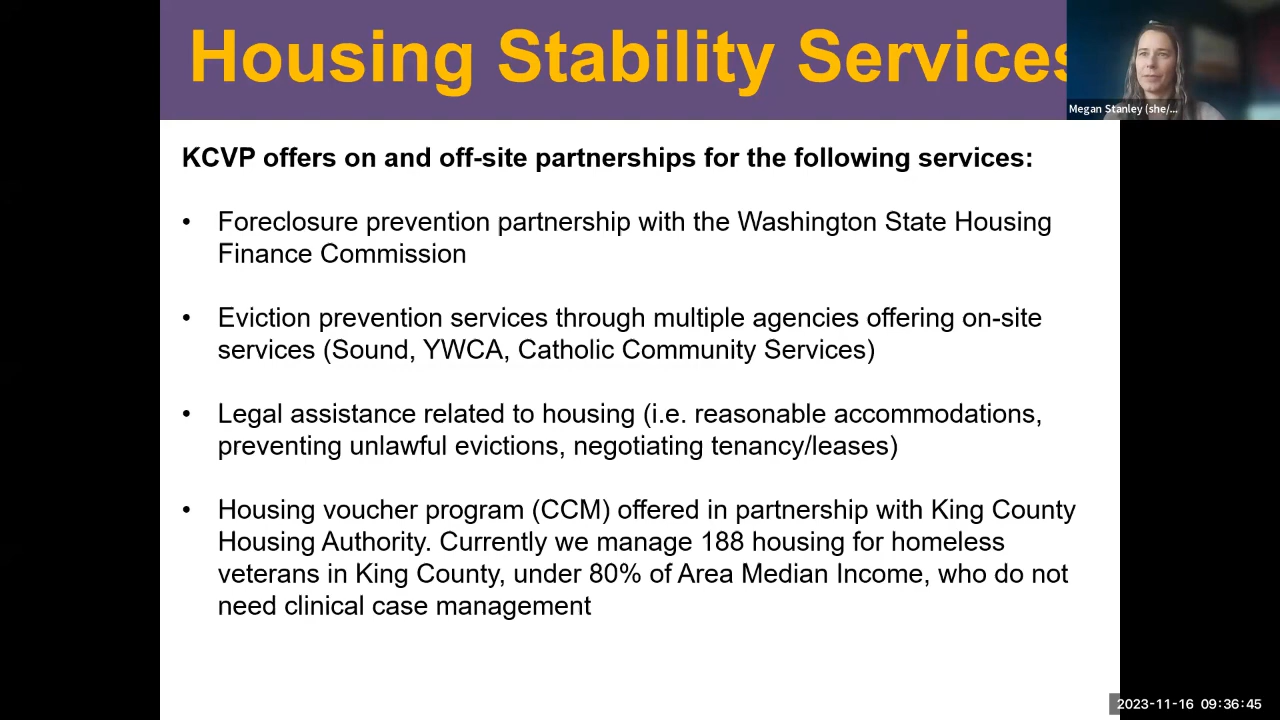 Housing Stability Services
Megan Stanley (she/...
KCVP offers on and off-site partnerships for the following services:
• Foreclosure prevention partnership with the Washington State Housing
Finance Commission
• Eviction prevention services through multiple agencies offering on-site
services (Sound, YWCA, Catholic Community Services)
• Legal assistance related to housing (i.e. reasonable accommodations,
preventing unlawful evictions, negotiating tenancy/leases)
• Housing voucher program (CCM) offered in partnership with King County
Housing Authority. Currently we manage 188 housing for homeless
veterans in King County, under 80% of Area Median Income, who do not
need clinical case management
2023-11-16 09:36:45